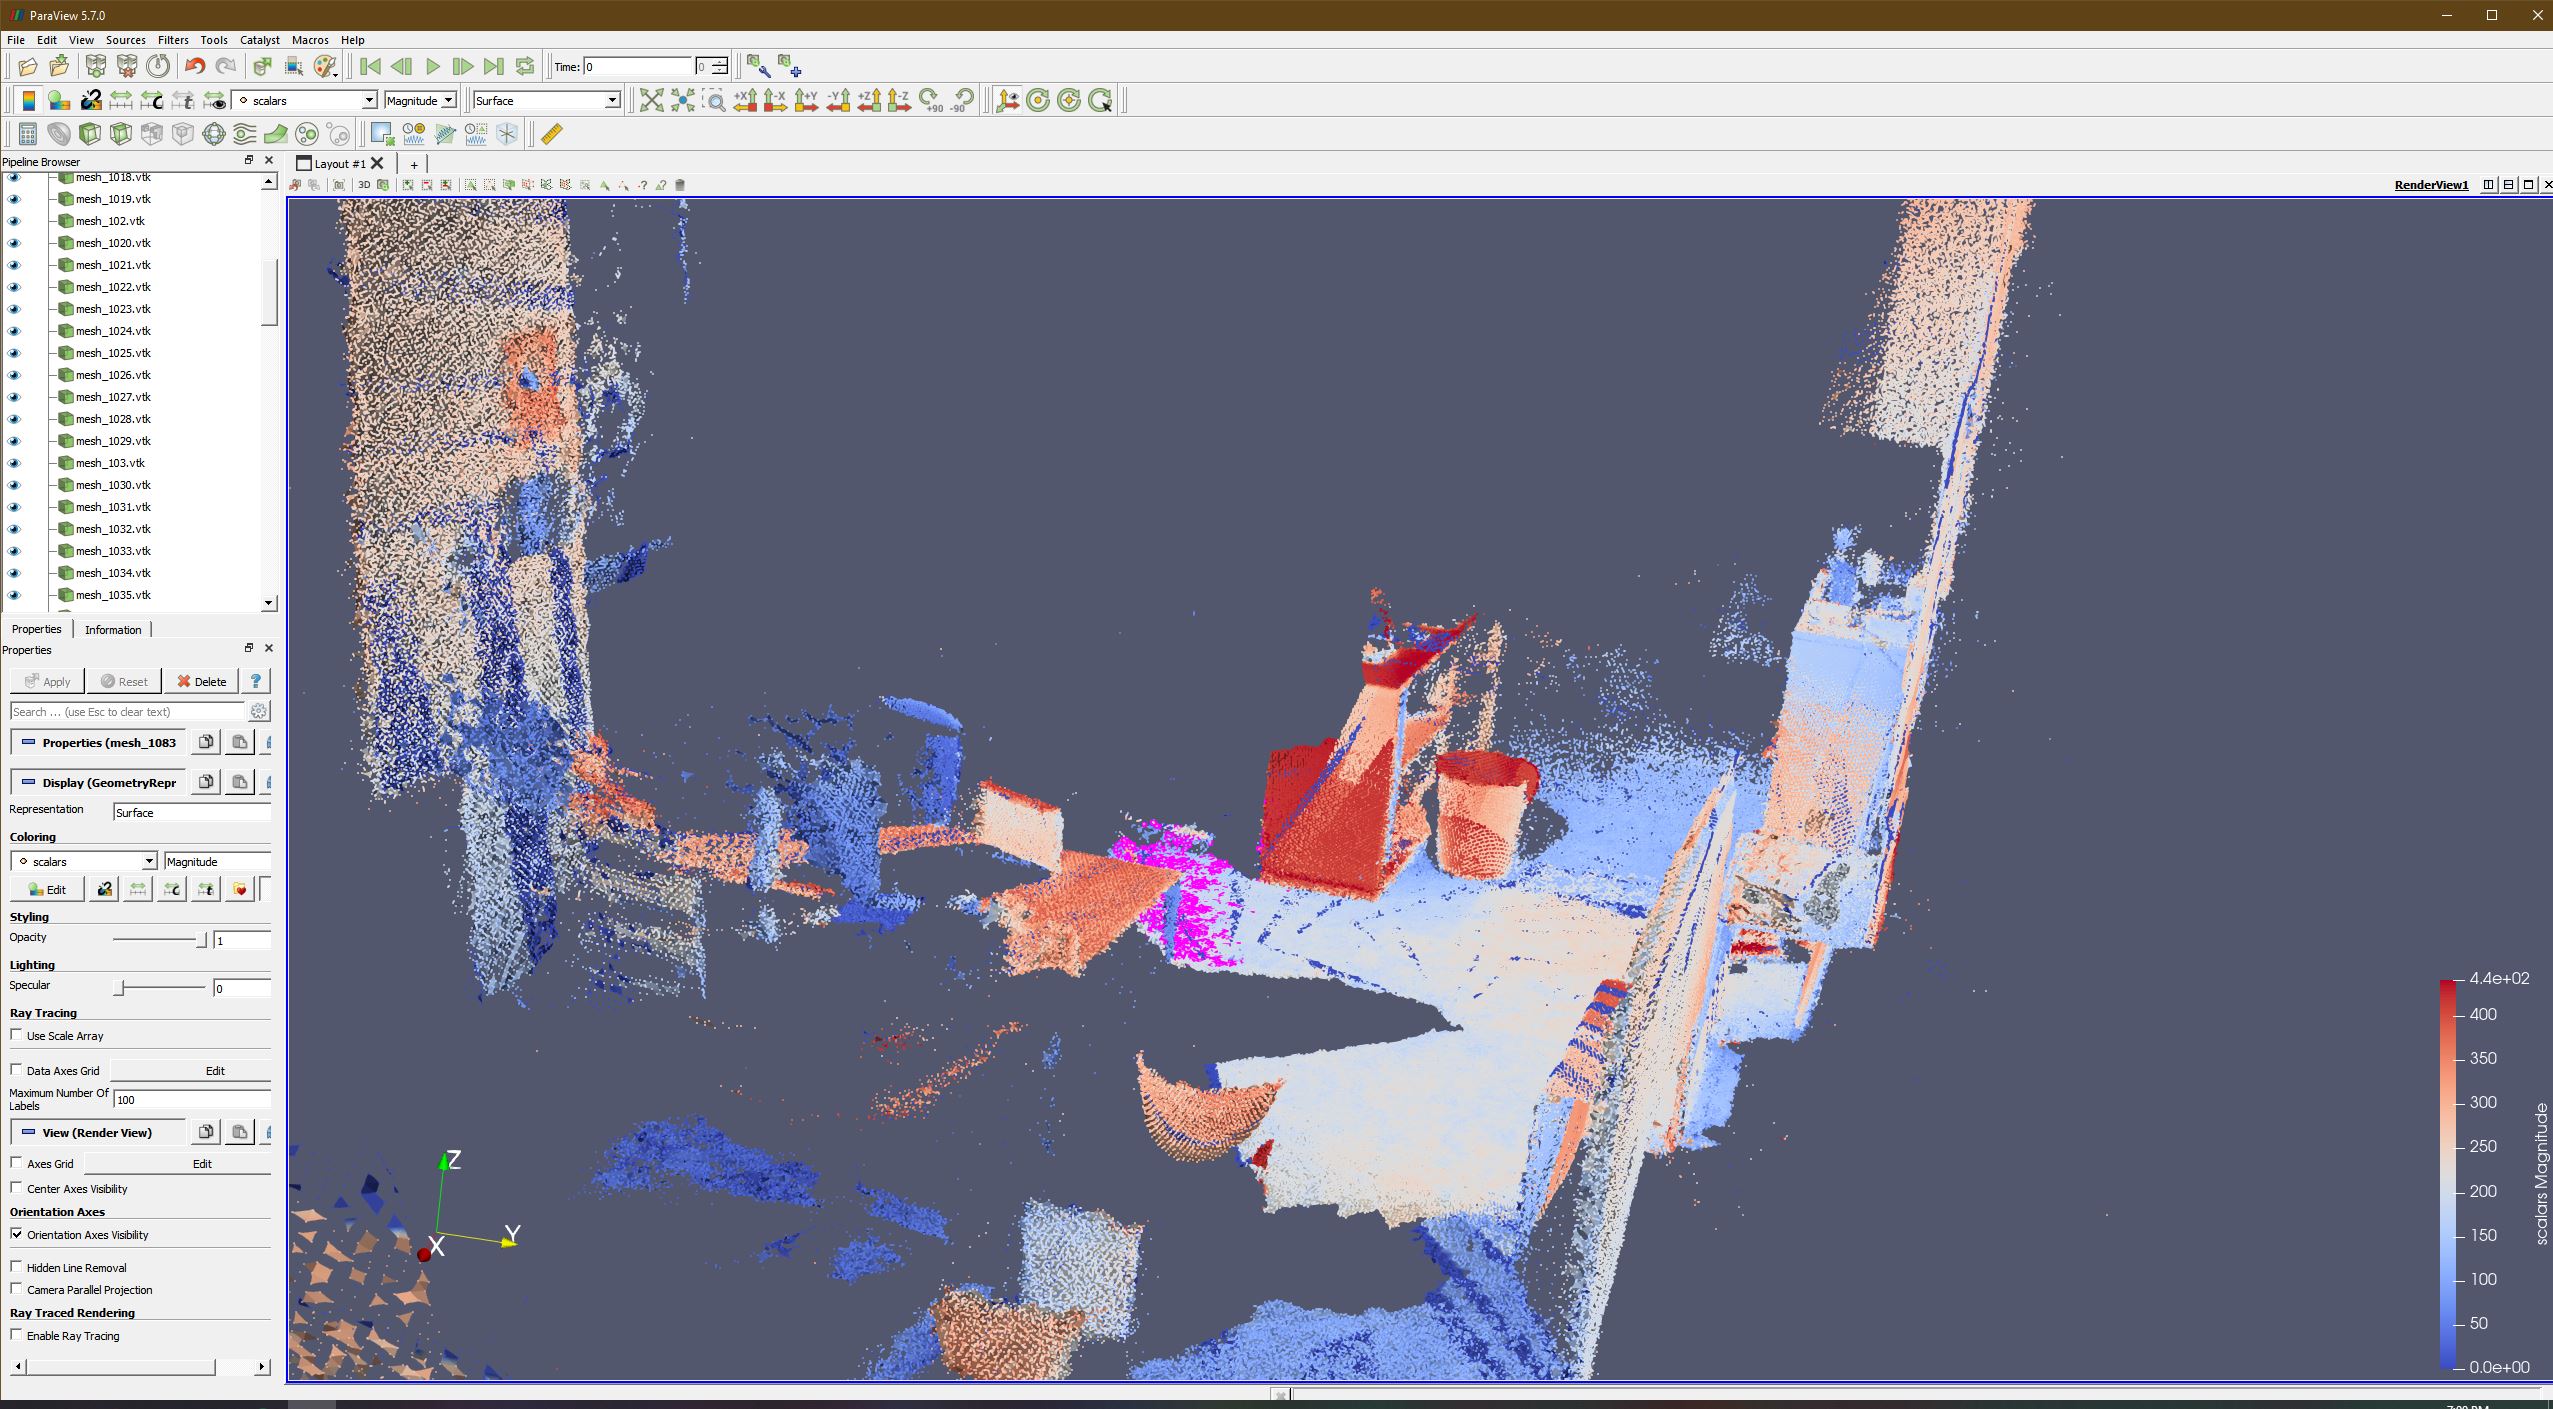 ParaView 5.7.0
File Edit View Sources Filters Tools Catalyst Macros Help
Time: 0 0
scalars Magnitude Surface +X -X +Y -Y +Z -Z +90 -90
Pipeline Browser
Layout #1 +
3D
RenderView1
mesh_1018.vtk
mesh_1019.vtk
mesh_102.vtk
mesh_1020.vtk
mesh_1021.vtk
mesh_1022.vtk
mesh_1023.vtk
mesh_1024.vtk
mesh_1025.vtk
mesh_1026.vtk
mesh_1027.vtk
mesh_1028.vtk
mesh_1029.vtk
mesh_103.vtk
mesh_1030.vtk
mesh_1031.vtk
mesh_1032.vtk
mesh_1033.vtk
mesh_1034.vtk
mesh_1035.vtk
Properties Information
Properties
Apply Reset Delete ?
Search ... (use Esc to clear text)
Properties (mesh_1083
Display (GeometryRepr
Representation Surface
Coloring
scalars Magnitude
Edit
Styling
Opacity 1
Lighting
Specular 0
Ray Tracing
Use Scale Array
Data Axes Grid Edit
Maximum Number Of
Labels 100
View (Render View)
Axes Grid Edit
Center Axes Visibility
Orientation Axes
Orientation Axes Visibility
Hidden Line Removal
Camera Parallel Projection
Ray Traced Rendering
Enable Ray Tracing
Z
Y
X
4.4e+02
400
350
300
250
200
150
100
50
0.0e+00
scalars Magnitude